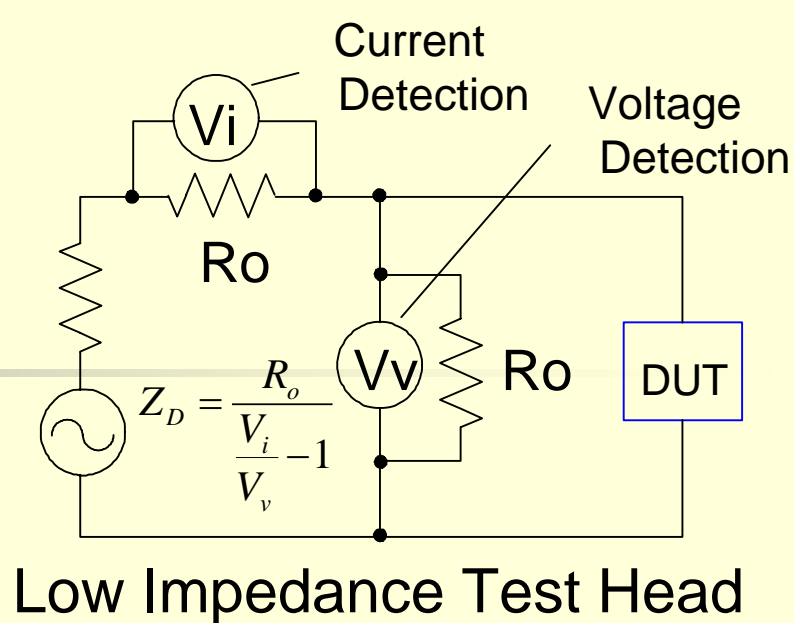 Current
Detection
Voltage
Detection
Vi
Ro
Vv
Ro
DUT
Z_D = R_o / (V_i / V_v − 1)
Low Impedance Test Head